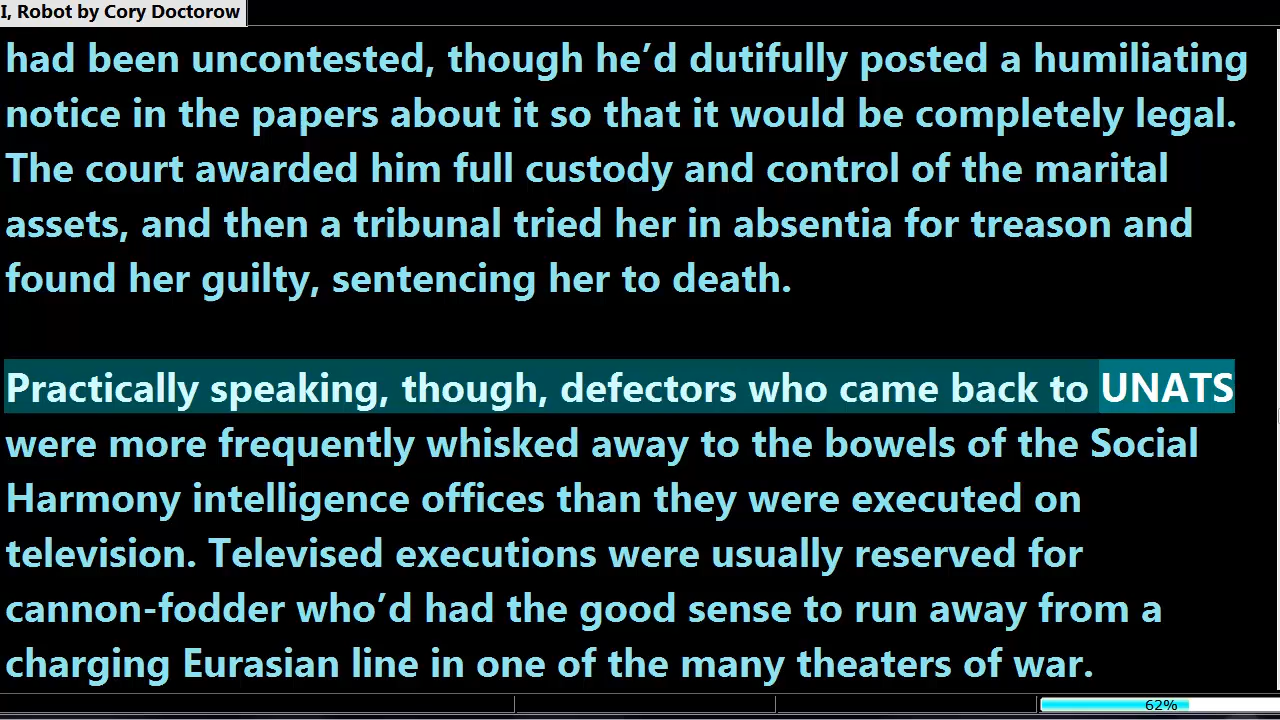 I, Robot by Cory Doctorow
had been uncontested, though he’d dutifully posted a humiliating
notice in the papers about it so that it would be completely legal.
The court awarded him full custody and control of the marital
assets, and then a tribunal tried her in absentia for treason and
found her guilty, sentencing her to death.
Practically speaking, though, defectors who came back to UNATS
were more frequently whisked away to the bowels of the Social
Harmony intelligence offices than they were executed on
television. Televised executions were usually reserved for
cannon-fodder who’d had the good sense to run away from a
charging Eurasian line in one of the many theaters of war.
62%